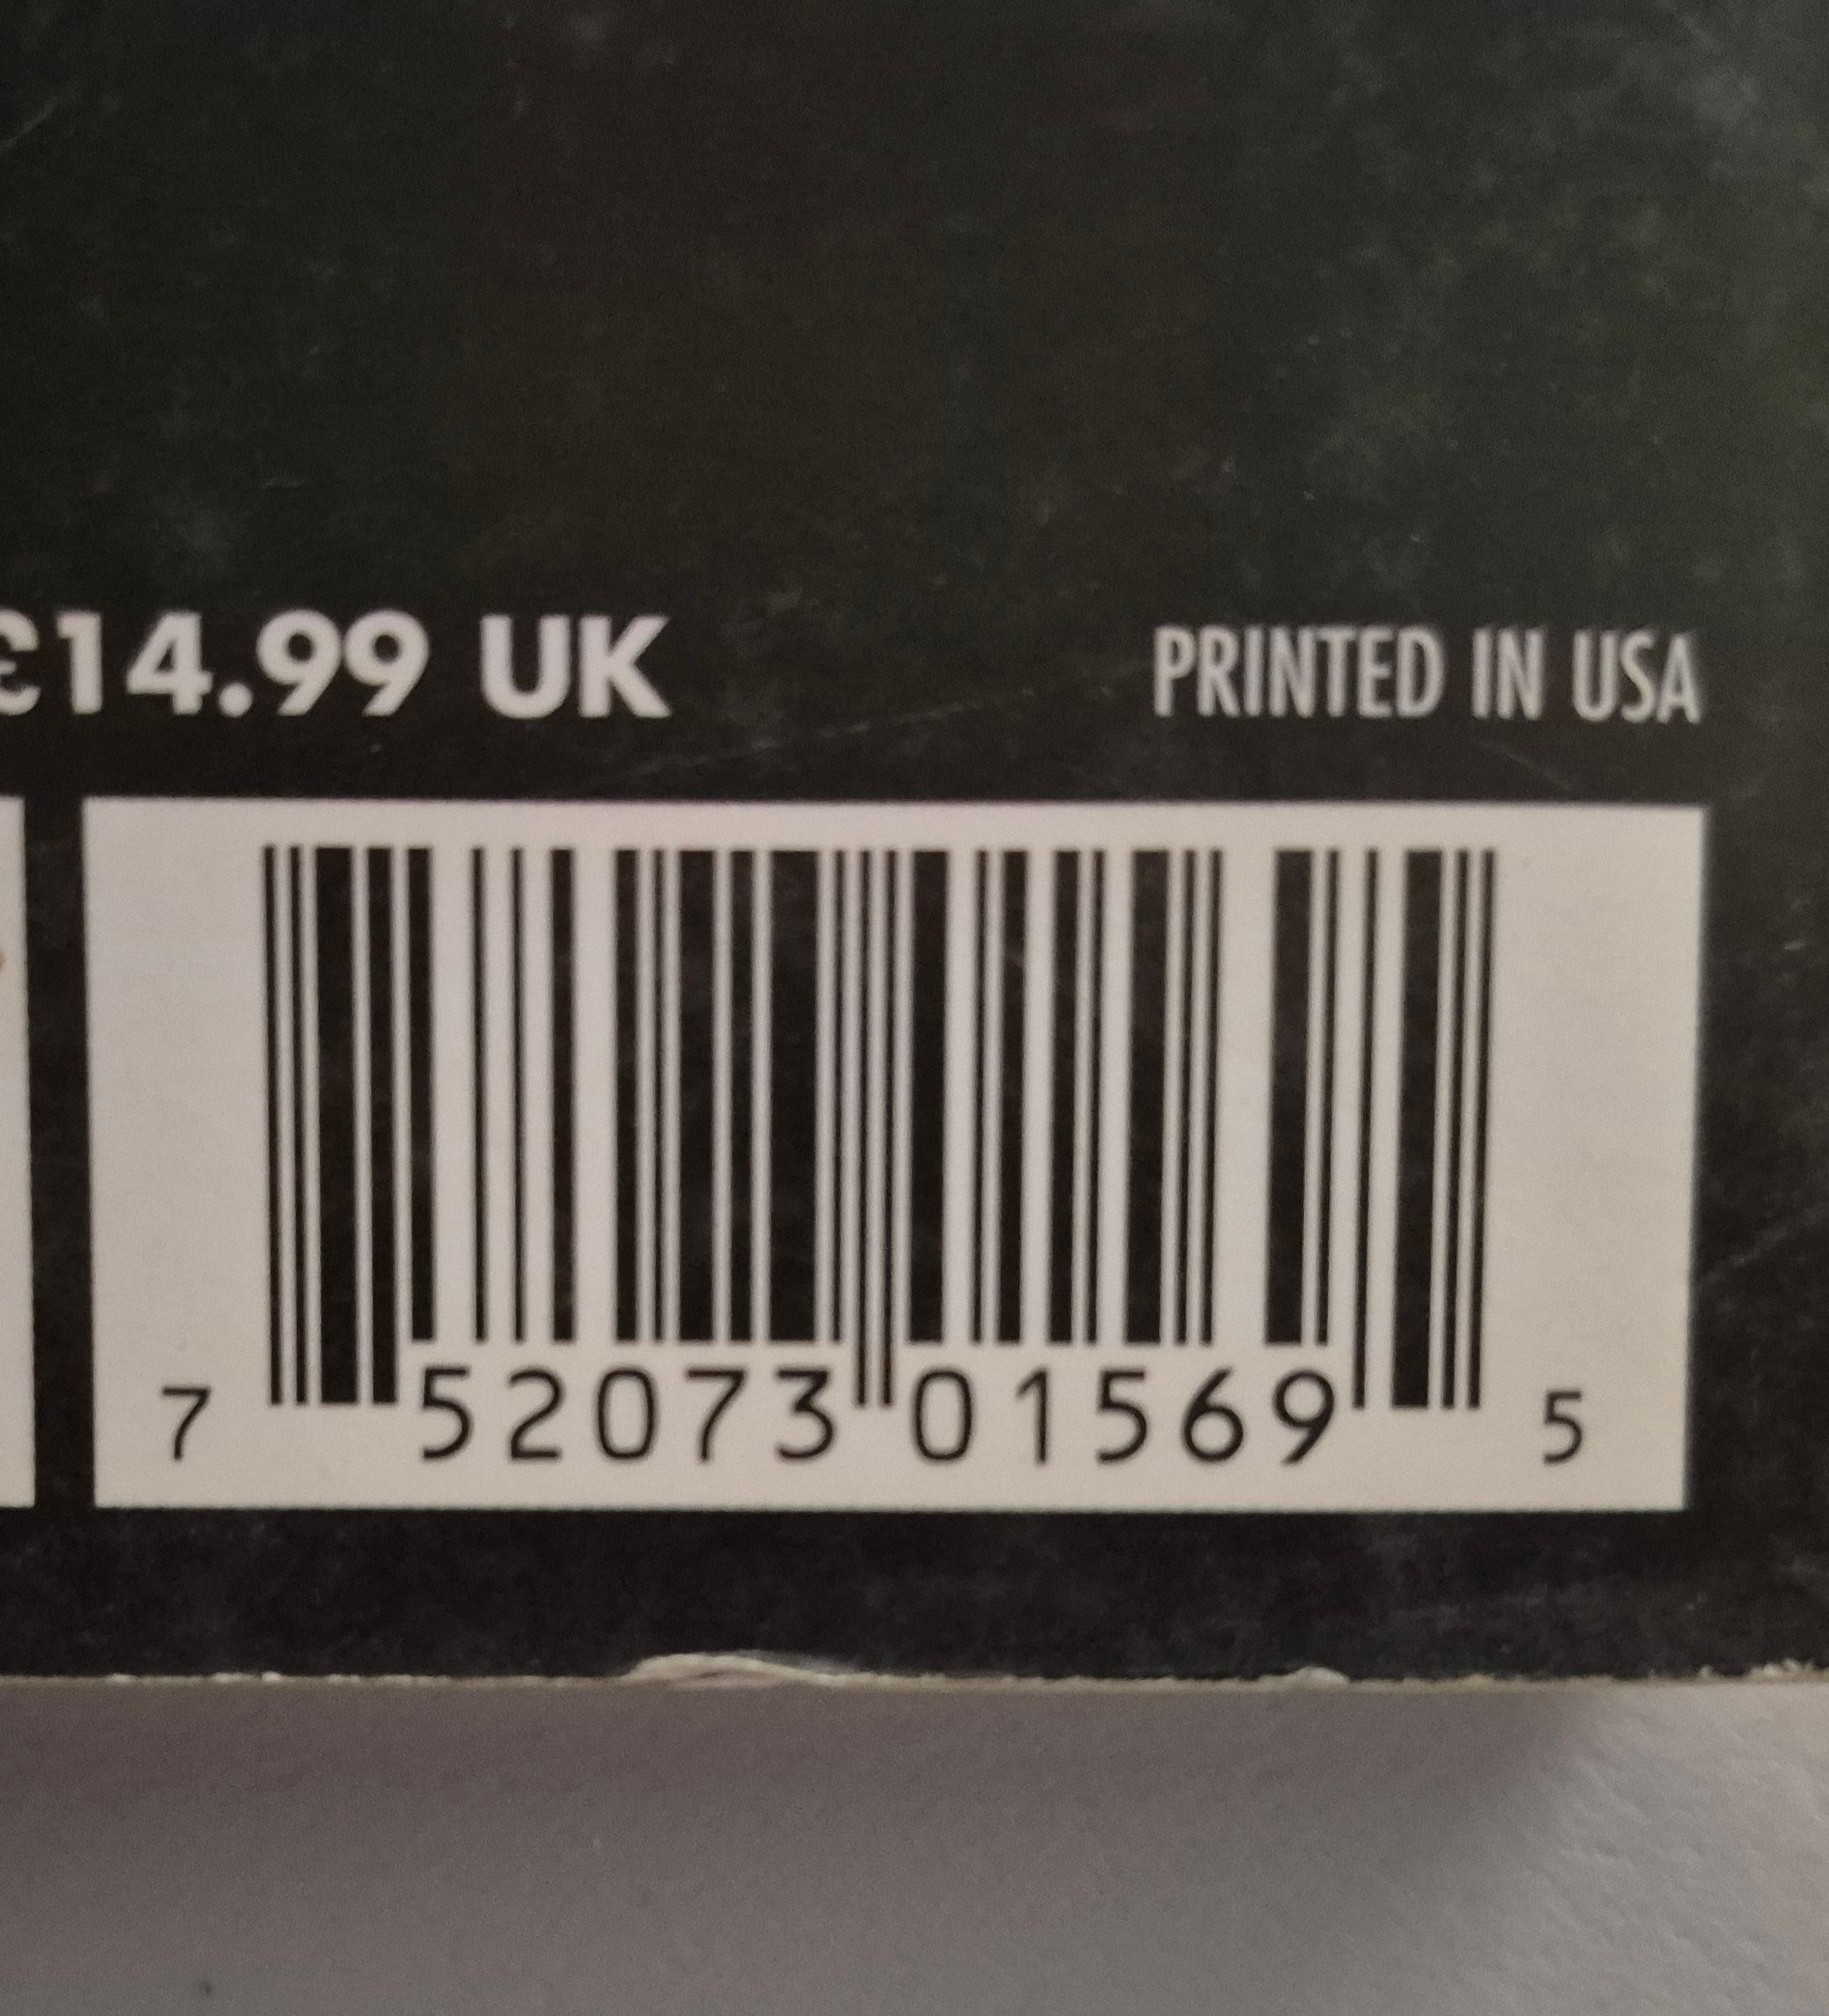 £14.99 UK
PRINTED IN USA
7 52073 01569 5